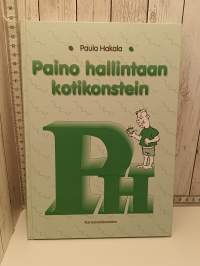 Paula Hakala
Paino hallintaan
kotikonstein
PH